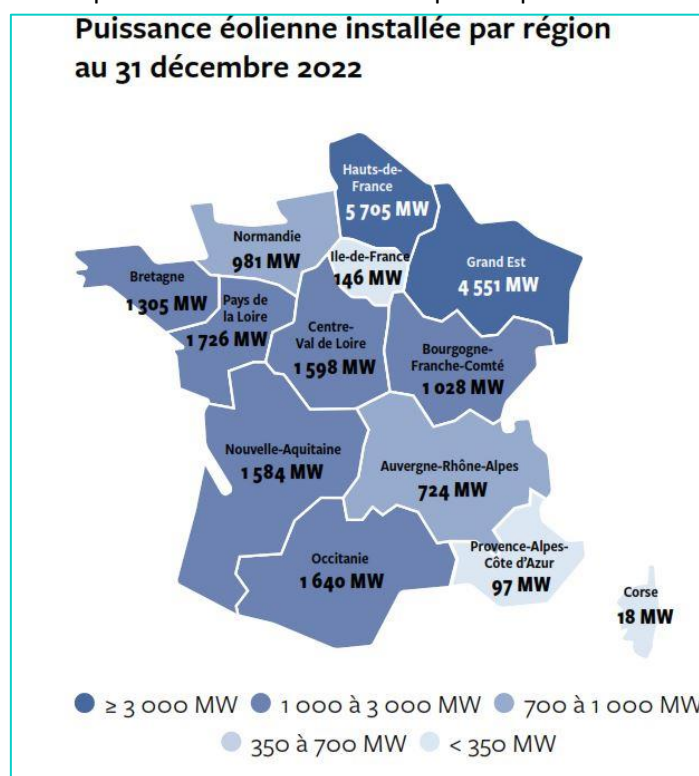 Puissance éolienne installée par région
au 31 décembre 2022
Hauts-de-
France
5 705 MW
Normandie
981 MW
Ile-de-France
146 MW
Grand Est
4 551 MW
Bretagne
1 305 MW
Pays de
la Loire
1 726 MW
Centre-
Val de Loire
1 598 MW
Bourgogne-
Franche-Comté
1 028 MW
Nouvelle-Aquitaine
1 584 MW
Auvergne-Rhône-Alpes
724 MW
Occitanie
1 640 MW
Provence-Alpes-
Côte d'Azur
97 MW
Corse
18 MW
≥ 3 000 MW 1 000 à 3 000 MW 700 à 1 000 MW
350 à 700 MW < 350 MW